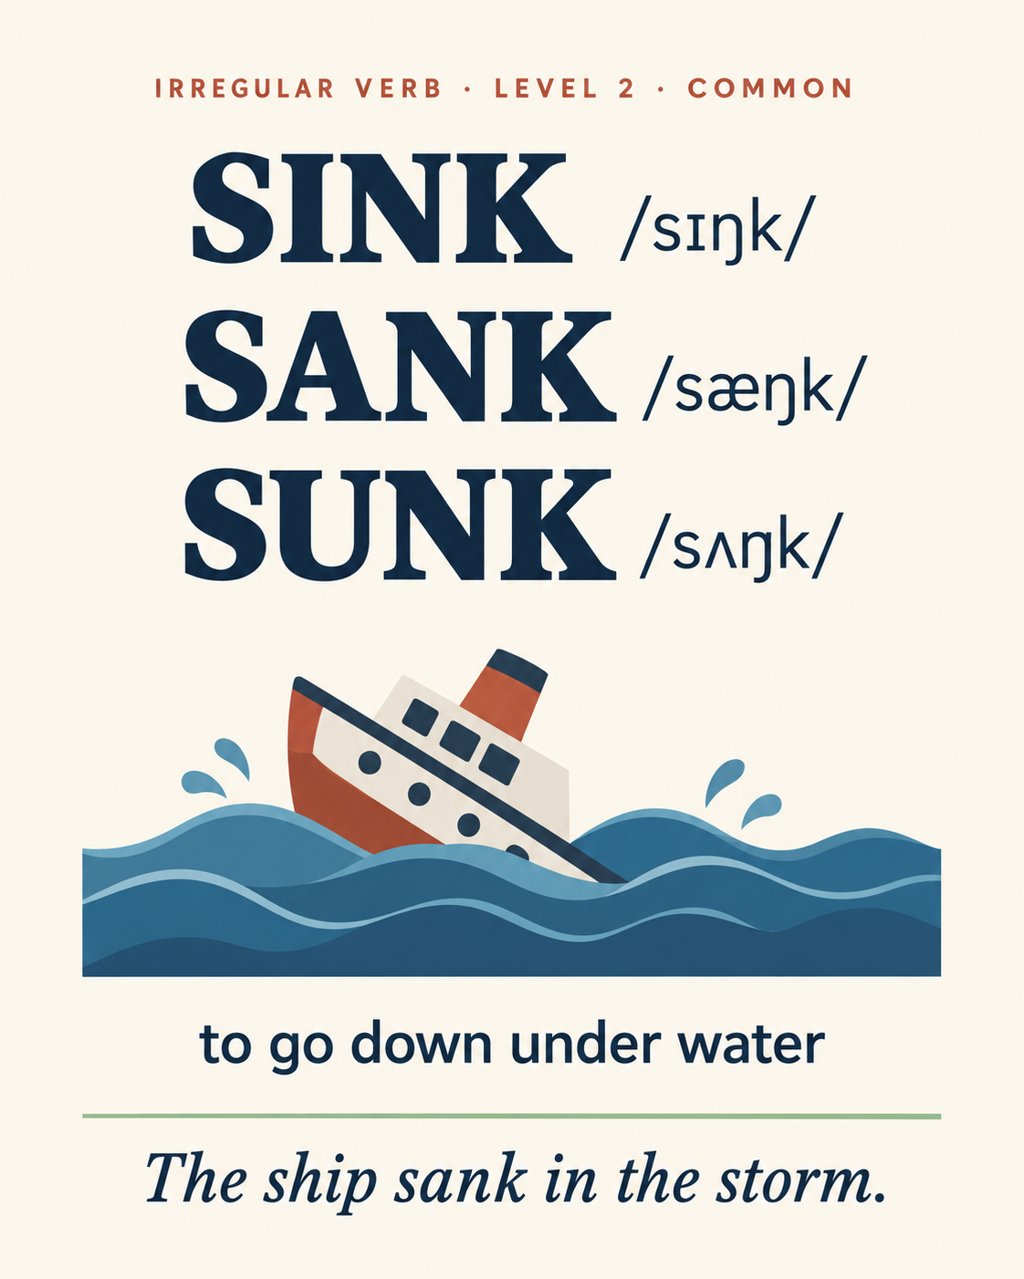 IRREGULAR VERB · LEVEL 2 · COMMON
SINK /sɪŋk/
SANK /sæŋk/
SUNK /sʌŋk/
to go down under water
The ship sank in the storm.